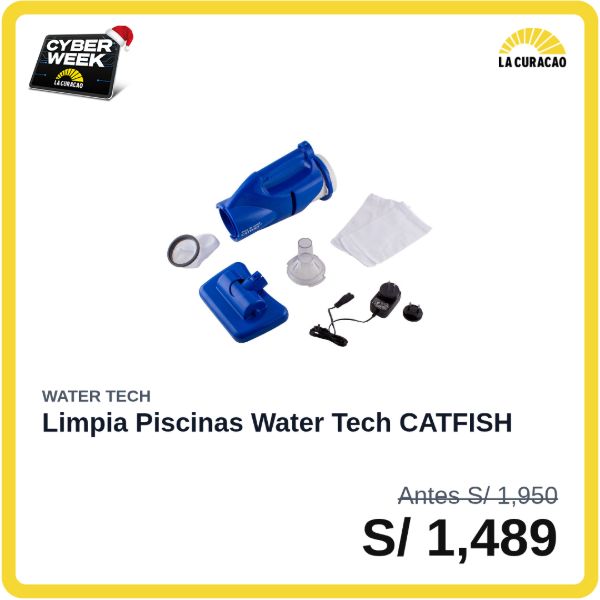 CYBER
WEEK
LA CURACAO
LA CURACAO
WATER TECH
Limpia Piscinas Water Tech CATFISH
Antes S/ 1,950
S/ 1,489